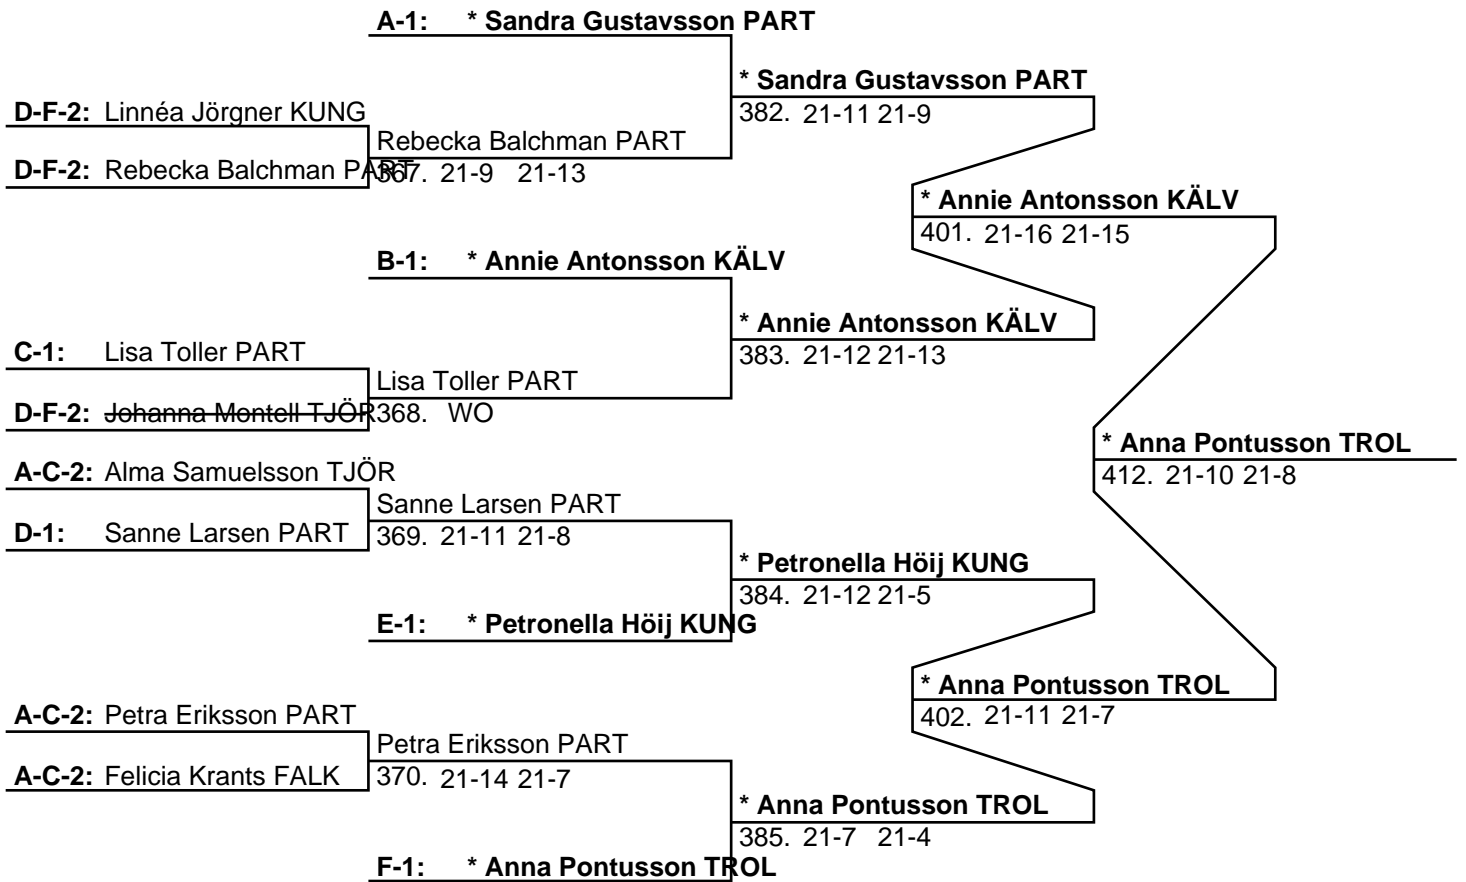 A-1: * Sandra Gustavsson PART
* Sandra Gustavsson PART
382. 21-11 21-9
D-F-2: Linnéa Jörgner KUNG
Rebecka Balchman PART
D-F-2: Rebecka Balchman PART
367. 21-9 21-13
* Annie Antonsson KÄLV
401. 21-16 21-15
B-1: * Annie Antonsson KÄLV
* Annie Antonsson KÄLV
383. 21-12 21-13
C-1: Lisa Toller PART
Lisa Toller PART
D-F-2: Johanna Montell TJÖR
368. WO
* Anna Pontusson TROL
412. 21-10 21-8
A-C-2: Alma Samuelsson TJÖR
Sanne Larsen PART
D-1: Sanne Larsen PART
369. 21-11 21-8
* Petronella Höij KUNG
384. 21-12 21-5
E-1: * Petronella Höij KUNG
* Anna Pontusson TROL
402. 21-11 21-7
A-C-2: Petra Eriksson PART
Petra Eriksson PART
A-C-2: Felicia Krants FALK
370. 21-14 21-7
* Anna Pontusson TROL
385. 21-7 21-4
F-1: * Anna Pontusson TROL